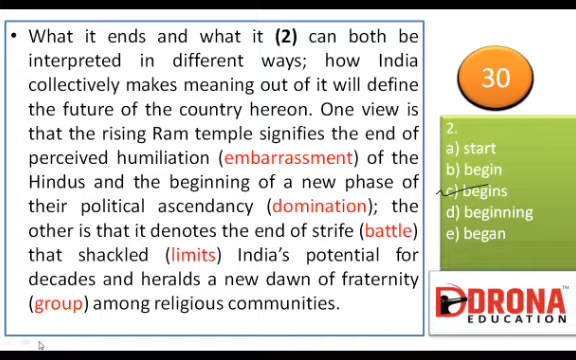 • What it ends and what it (2) can both be
interpreted in different ways; how India
collectively makes meaning out of it will define
the future of the country hereon. One view is
that the rising Ram temple signifies the end of
perceived humiliation (embarrassment) of the
Hindus and the beginning of a new phase of
their political ascendancy (domination); the
other is that it denotes the end of strife (battle)
that shackled (limits) India's potential for
decades and heralds a new dawn of fraternity
(group) among religious communities.
30
2.
a) start
b) begin
c) begins
d) beginning
e) began
DRONA
EDUCATION
TM